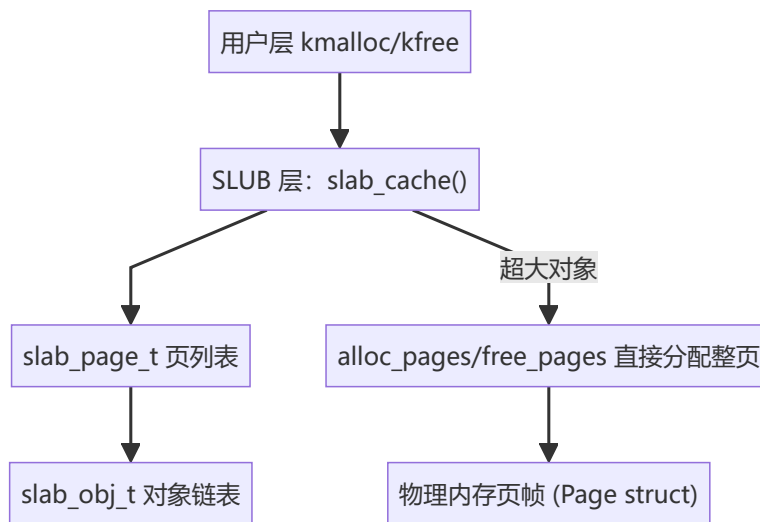 用户层 kmalloc/kfree
SLUB 层：slab_cache()
超大对象
slab_page_t 页列表
alloc_pages/free_pages 直接分配整页
slab_obj_t 对象链表
物理内存页帧 (Page struct)